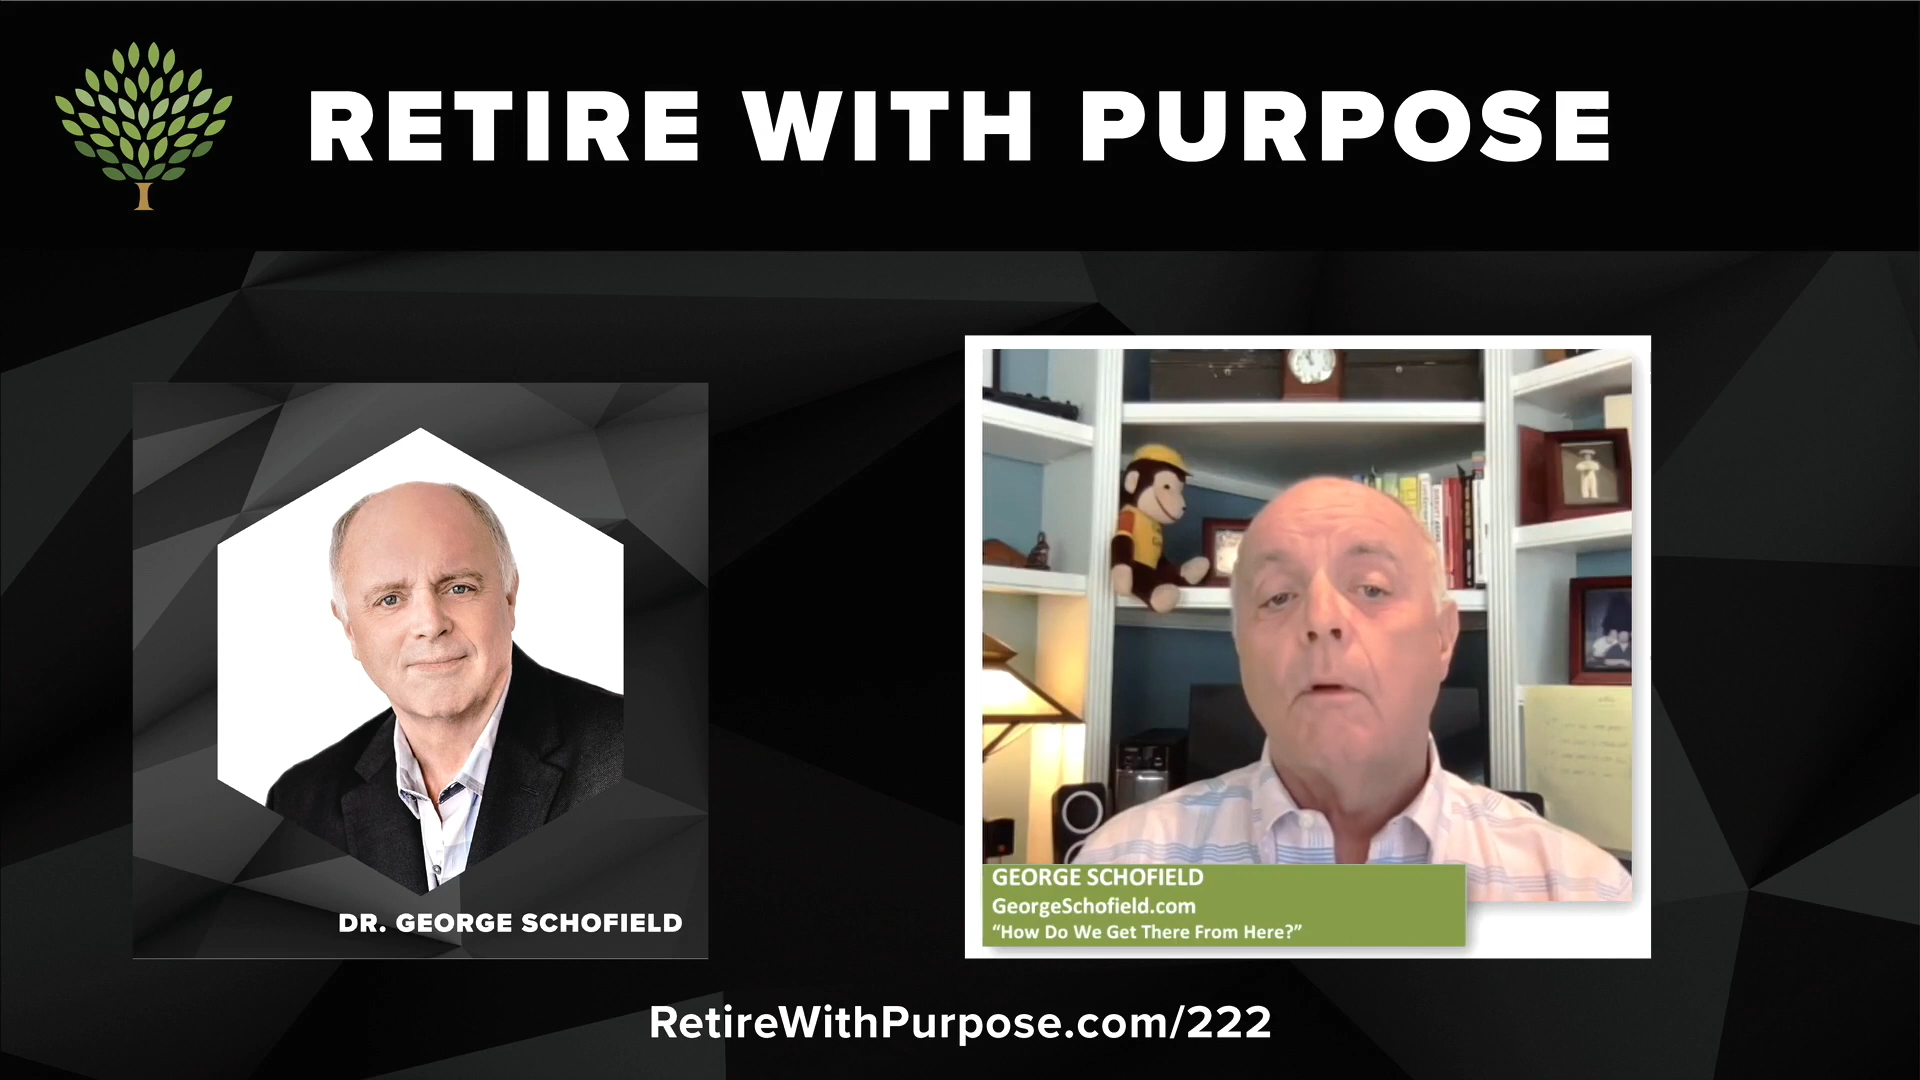 RETIRE WITH PURPOSE
DR. GEORGE SCHOFIELD
GEORGE SCHOFIELD
GeorgeSchofield.com
“How Do We Get There From Here?”
RetireWithPurpose.com/222